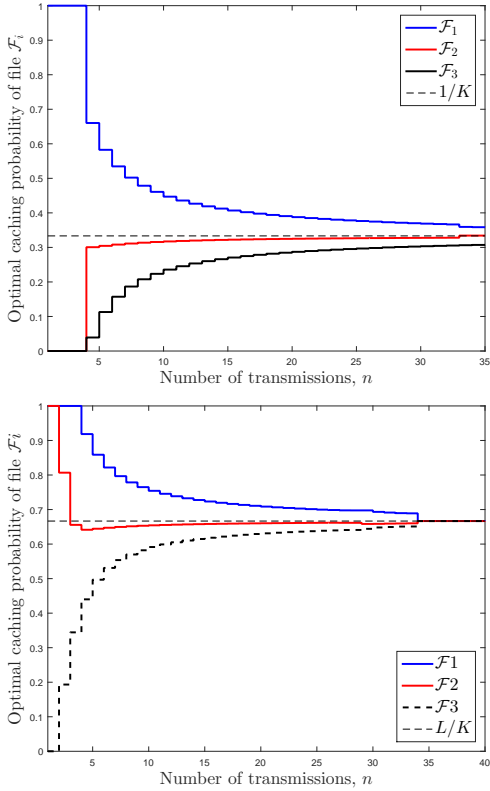 Optimal caching probability of file 𝓕ᵢ
1
0.9
0.8
0.7
0.6
0.5
0.4
0.3
0.2
0.1
0
𝓕₁
𝓕₂
𝓕₃
1/K
5 10 15 20 25 30 35
Number of transmissions, n
Optimal caching probability of file 𝓕i
1
0.9
0.8
0.7
0.6
0.5
0.4
0.3
0.2
0.1
0
𝓕1
𝓕2
𝓕3
L/K
5 10 15 20 25 30 35 40
Number of transmissions, n